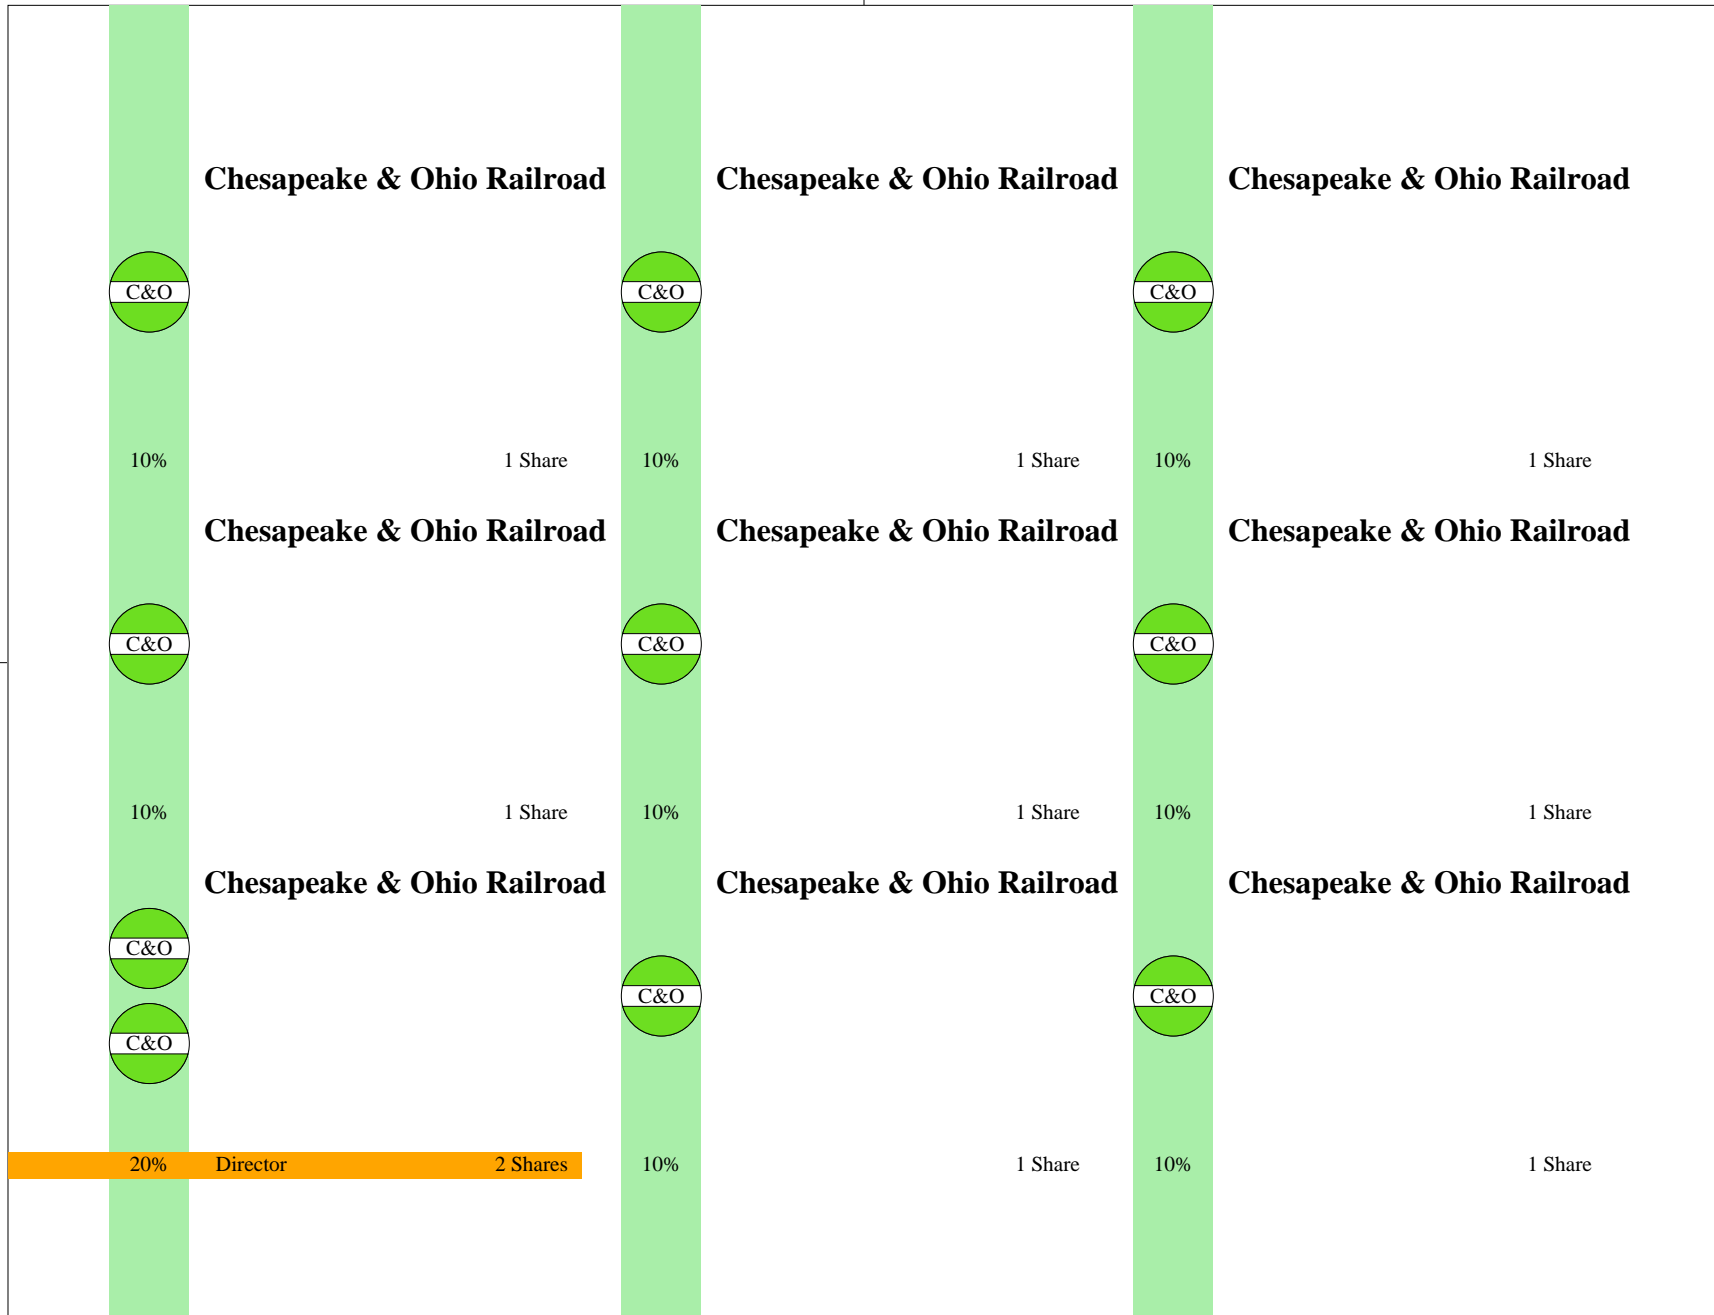 Chesapeake & Ohio Railroad Chesapeake & Ohio Railroad Chesapeake & Ohio Railroad
C&O C&O C&O
10% 1 Share 10% 1 Share 10% 1 Share
Chesapeake & Ohio Railroad Chesapeake & Ohio Railroad Chesapeake & Ohio Railroad
C&O C&O C&O
10% 1 Share 10% 1 Share 10% 1 Share
Chesapeake & Ohio Railroad Chesapeake & Ohio Railroad Chesapeake & Ohio Railroad
C&O
C&O C&O
C&O
20% Director 2 Shares 10% 1 Share 10% 1 Share